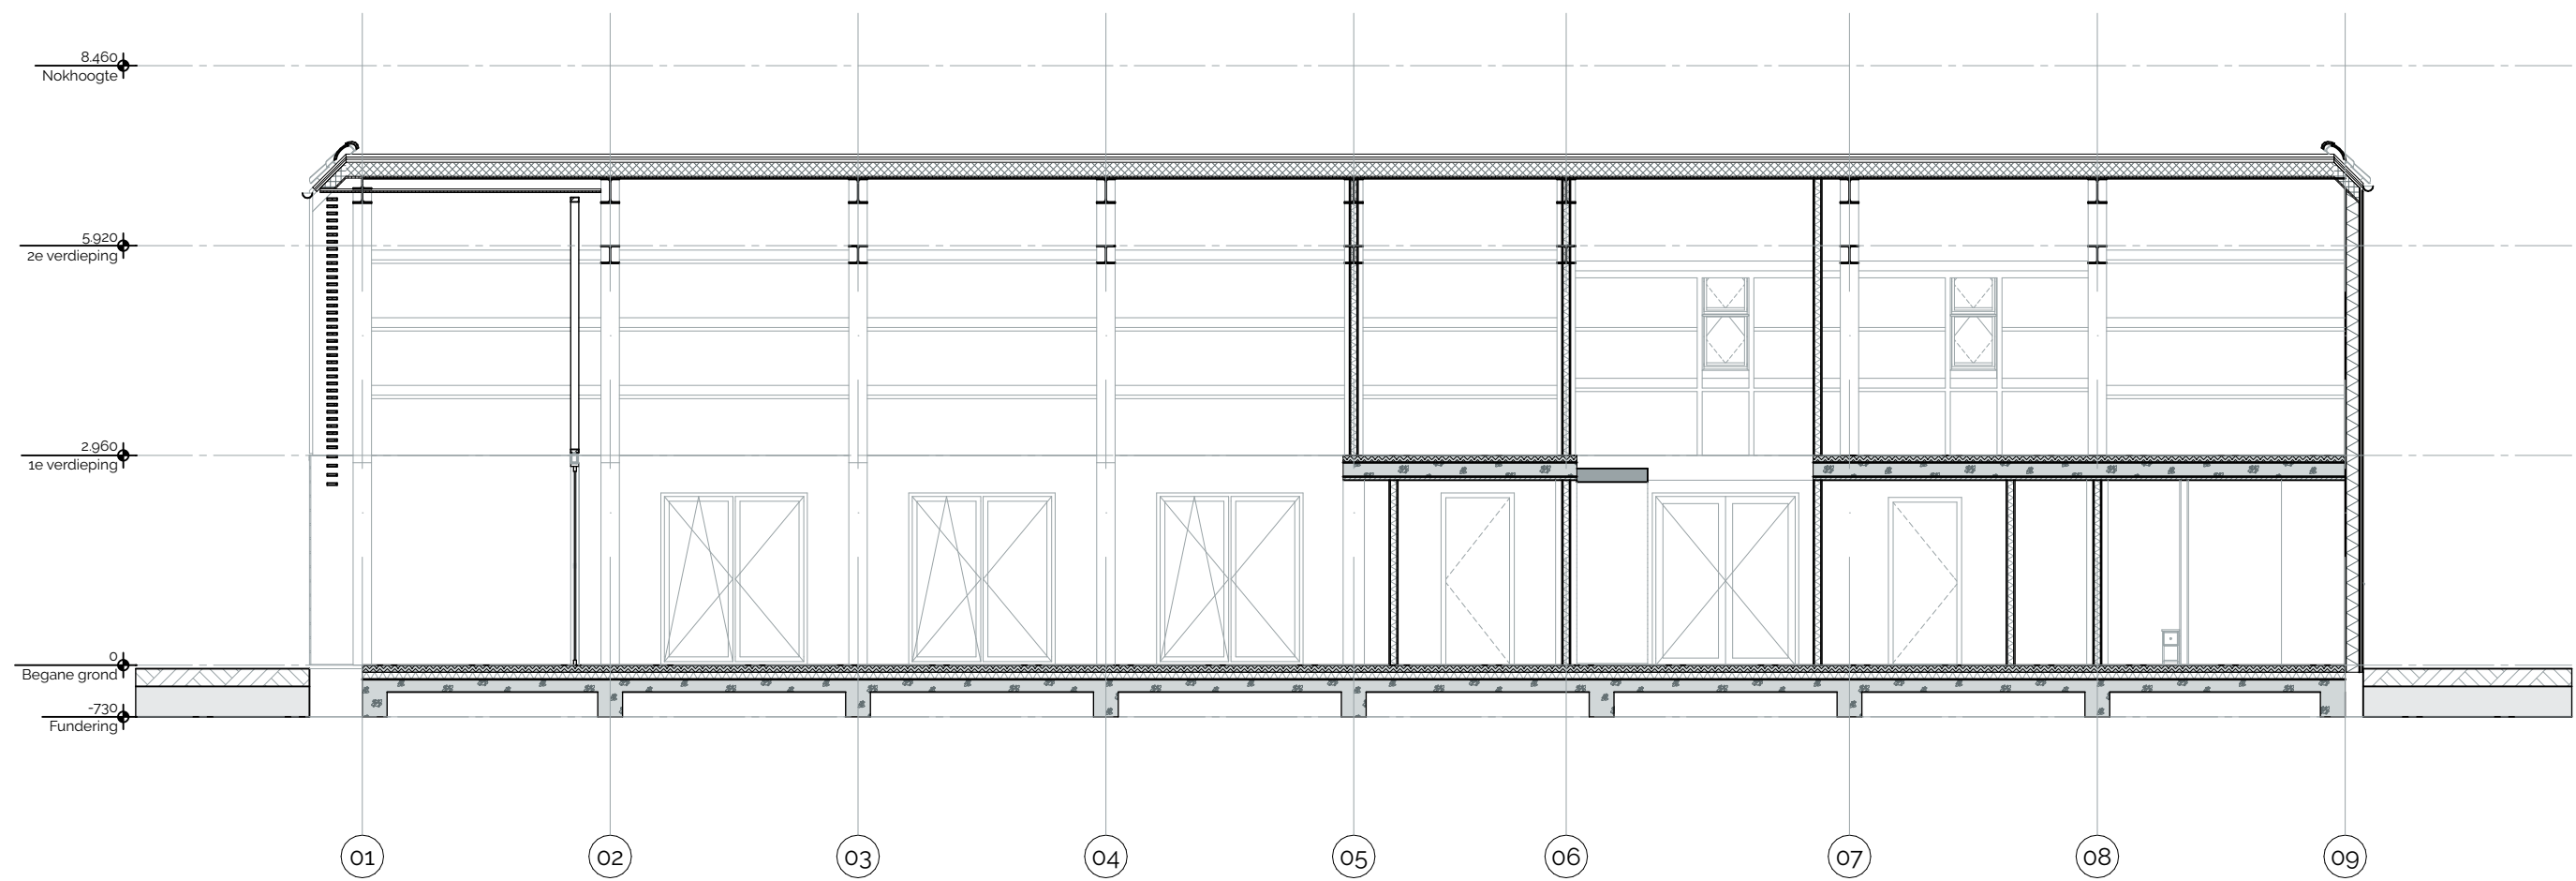 8.460
Nokhoogte
5.920
2e verdieping
2.960
1e verdieping
0
Begane grond
-730
Fundering
01 02 03 04 05 06 07 08 09